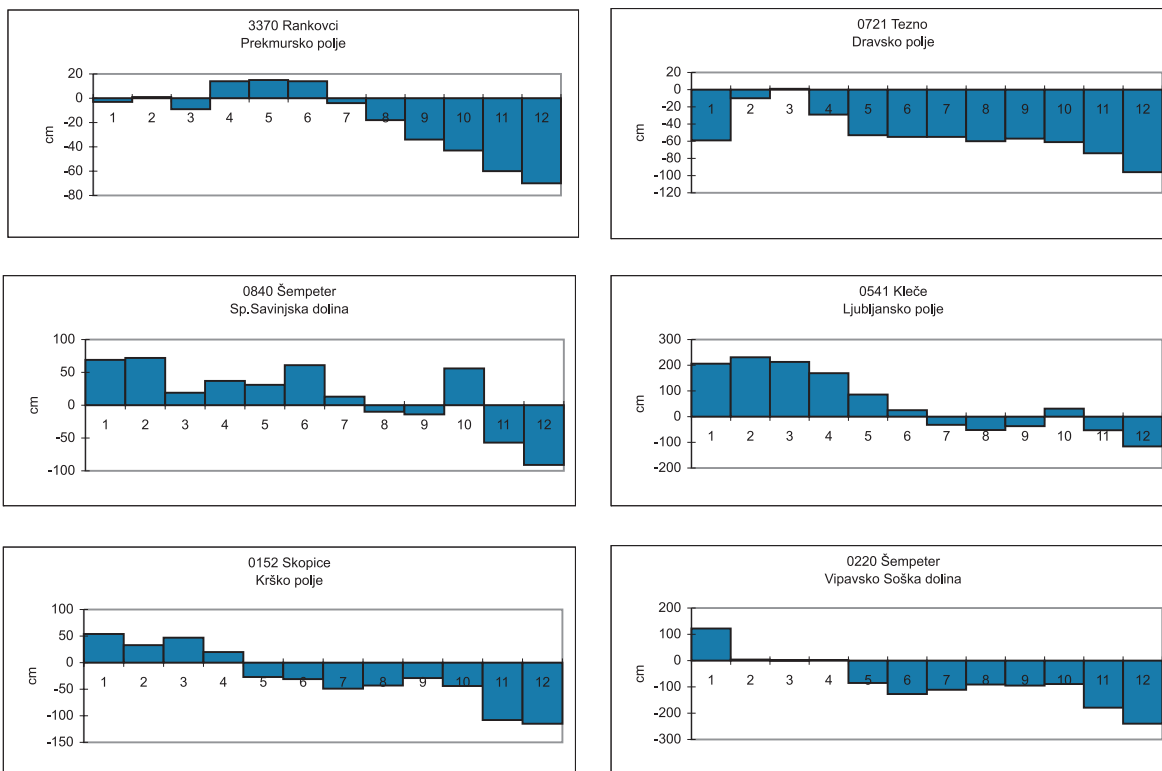 3370 Rankovci
Prekmursko polje
20
0
-20
-40
-60
-80
cm
1 2 3 4 5 6 7 8 9 10 11 12
0721 Tezno
Dravsko polje
20
0
-20
-40
-60
-80
-100
-120
cm
1 2 3 4 5 6 7 8 9 10 11 12
0840 Šempeter
Sp.Savinjska dolina
100
50
0
-50
-100
cm
1 2 3 4 5 6 7 8 9 10 11 12
0541 Kleče
Ljubljansko polje
300
200
100
0
-100
-200
cm
1 2 3 4 5 6 7 8 9 10 11 12
0152 Skopice
Krško polje
100
50
0
-50
-100
-150
cm
1 2 3 4 5 6 7 8 9 10 11 12
0220 Šempeter
Vipavsko Soška dolina
200
100
0
-100
-200
-300
cm
1 2 3 4 5 6 7 8 9 10 11 12